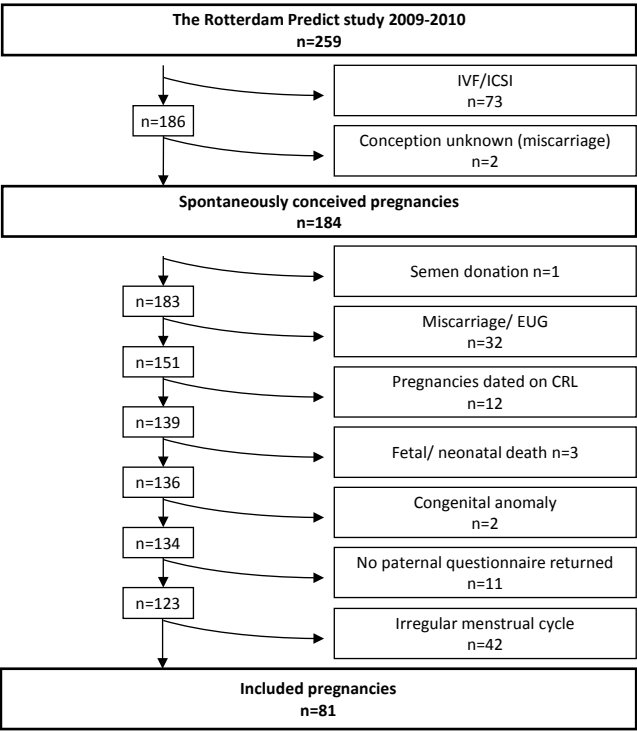 The Rotterdam Predict study 2009-2010
n=259
IVF/ICSI
n=73
n=186
Conception unknown (miscarriage)
n=2
Spontaneously conceived pregnancies
n=184
Semen donation n=1
n=183
Miscarriage/ EUG
n=32
n=151
Pregnancies dated on CRL
n=12
n=139
Fetal/ neonatal death n=3
n=136
Congenital anomaly
n=2
n=134
No paternal questionnaire returned
n=11
n=123
Irregular menstrual cycle
n=42
Included pregnancies
n=81